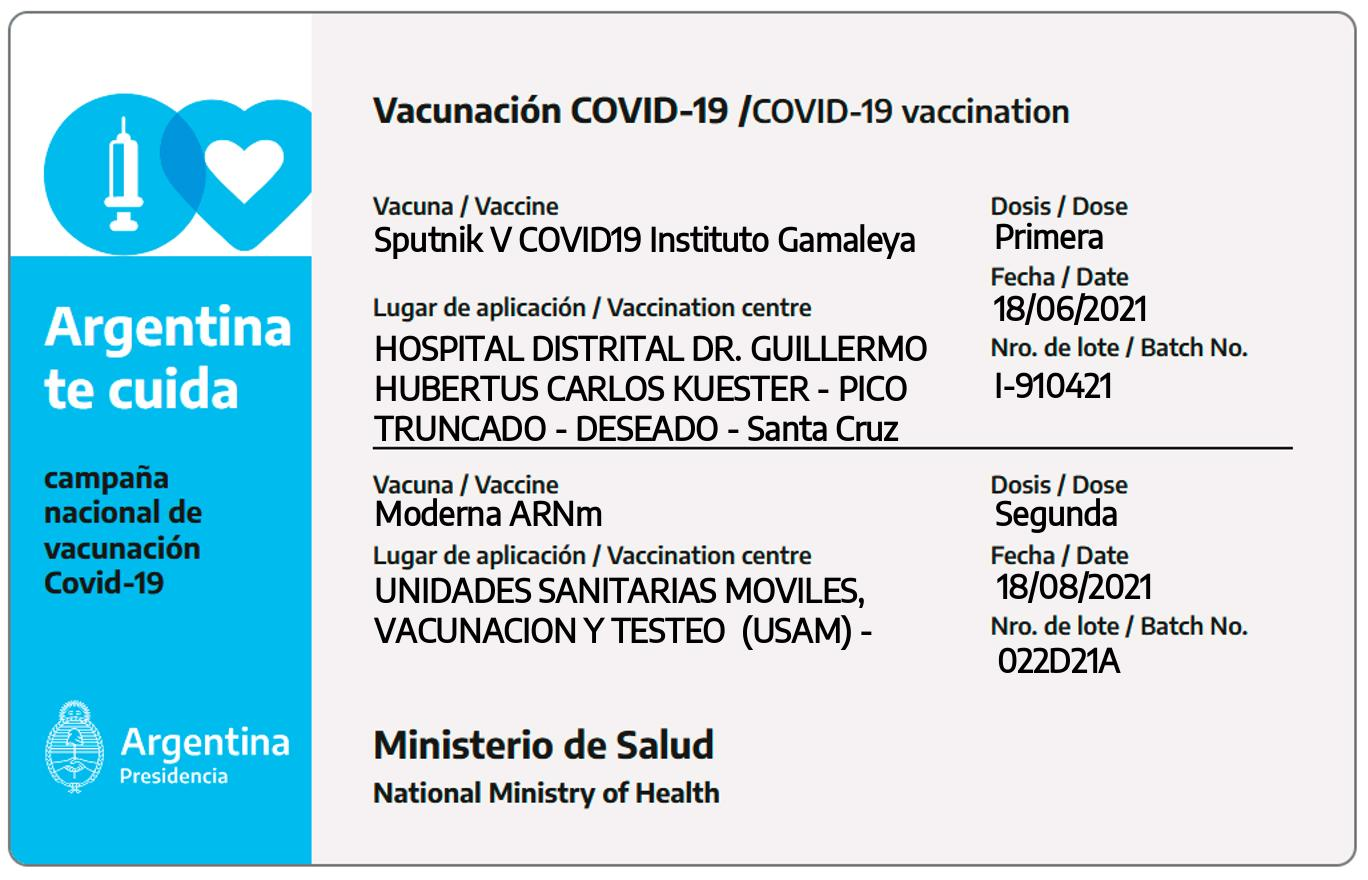 Vacunación COVID-19 /COVID-19 vaccination
Vacuna / Vaccine
Sputnik V COVID19 Instituto Gamaleya
Dosis / Dose
Primera
Fecha / Date
18/06/2021
Lugar de aplicación / Vaccination centre
HOSPITAL DISTRITAL DR. GUILLERMO
HUBERTUS CARLOS KUESTER - PICO
TRUNCADO - DESEADO - Santa Cruz
Nro. de lote / Batch No.
I-910421
Vacuna / Vaccine
Moderna ARNm
Dosis / Dose
Segunda
Lugar de aplicación / Vaccination centre
UNIDADES SANITARIAS MOVILES,
VACUNACION Y TESTEO  (USAM) -
Fecha / Date
18/08/2021
Nro. de lote / Batch No.
022D21A
Ministerio de Salud
National Ministry of Health
Argentina
te cuida
campaña
nacional de
vacunación
Covid-19
Argentina
Presidencia